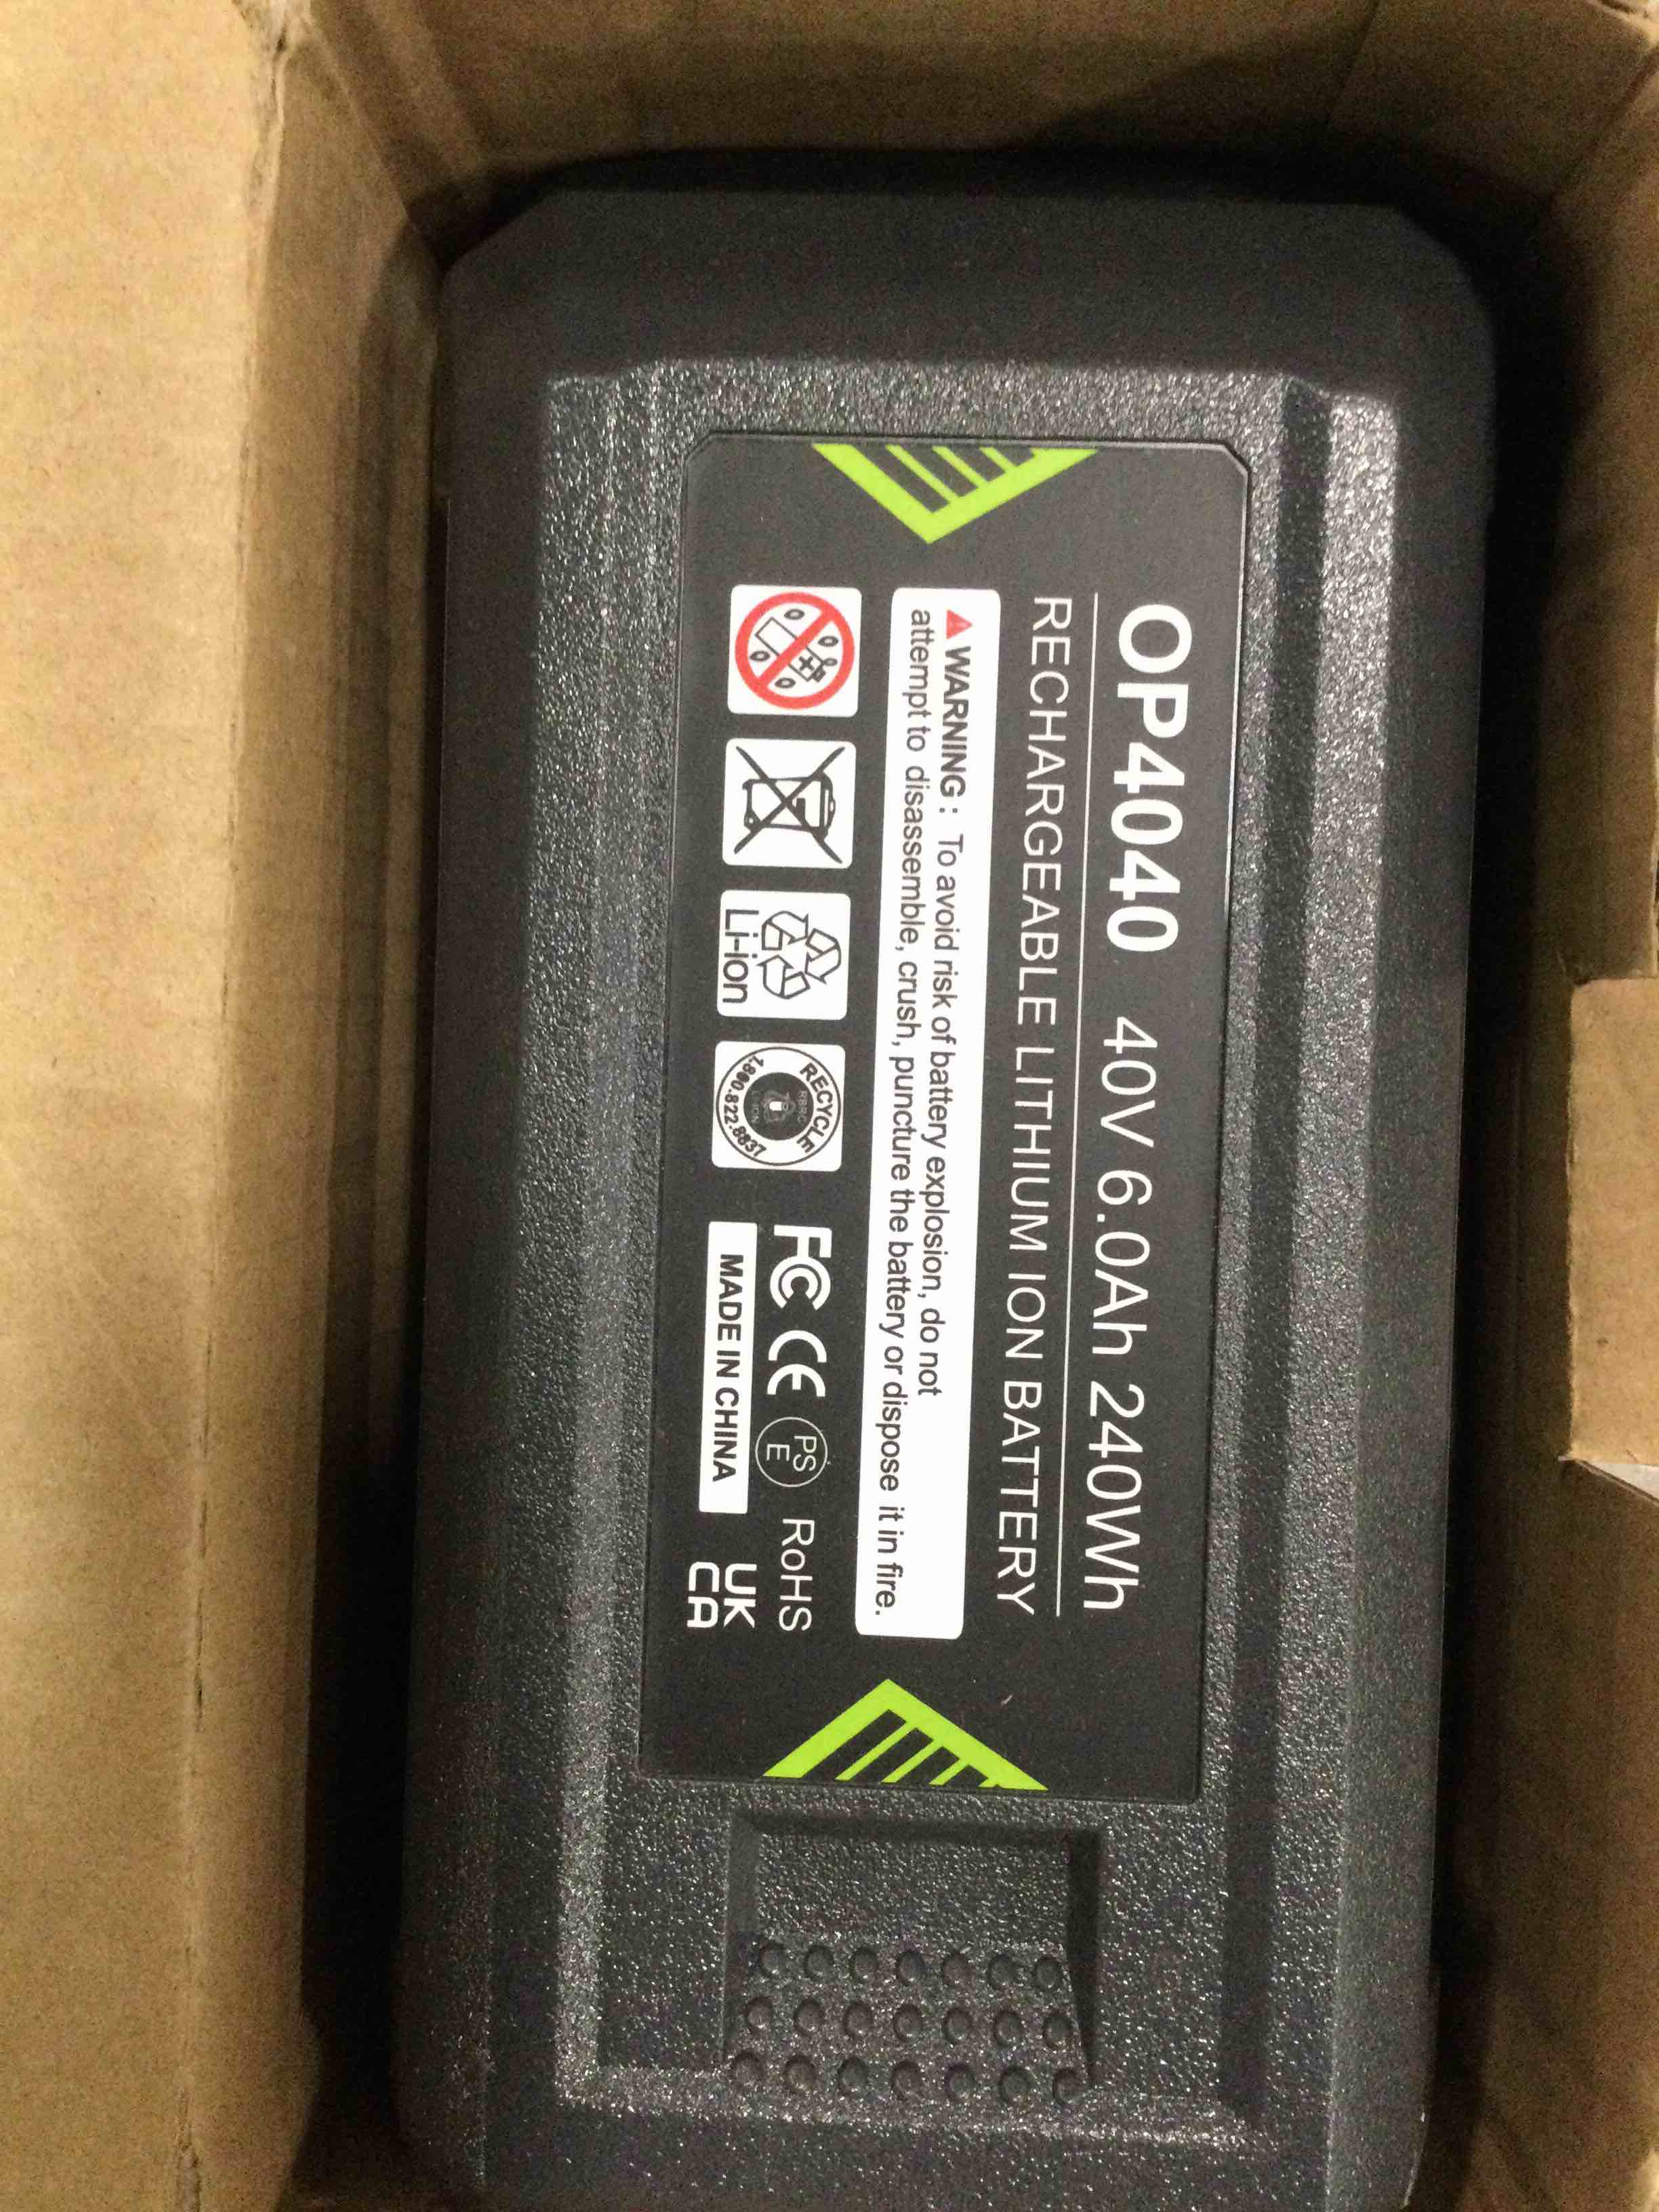 OP4040 40V 6.0Ah 240Wh
RECHARGEABLE LITHIUM ION BATTERY
WARNING : To avoid risk of battery explosion, do not
attempt to disassemble, crush, puncture the battery or dispose it in fire.
Li-ion
RECYCLE
RBRC
1.800.822.8837
FC CE PS E RoHS
MADE IN CHINA
UK
CA